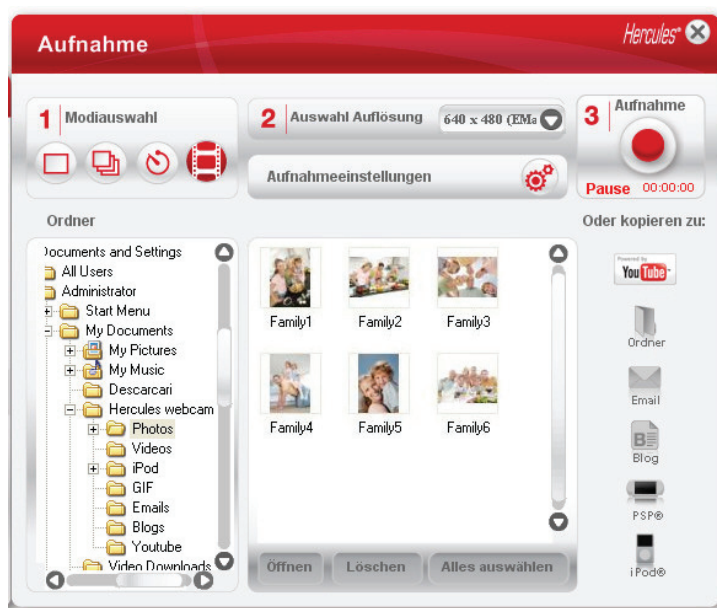 Aufnahme
Hercules®
1 Modiauswahl
2 Auswahl Auflösung 640 x 480 (EMa
Aufnahmeeinstellungen
3 Aufnahme
Pause 00:00:00
Ordner
Documents and Settings
All Users
Administrator
Start Menu
My Documents
My Pictures
My Music
Descarcari
Hercules webcam
Photos
Videos
iPod
GIF
Emails
Blogs
Youtube
Video Downloads
Family1 Family2 Family3
Family4 Family5 Family6
Öffnen Löschen Alles auswählen
Oder kopieren zu:
Powered by
YouTube
Ordner
Email
B
Blog
PSP®
iPod®